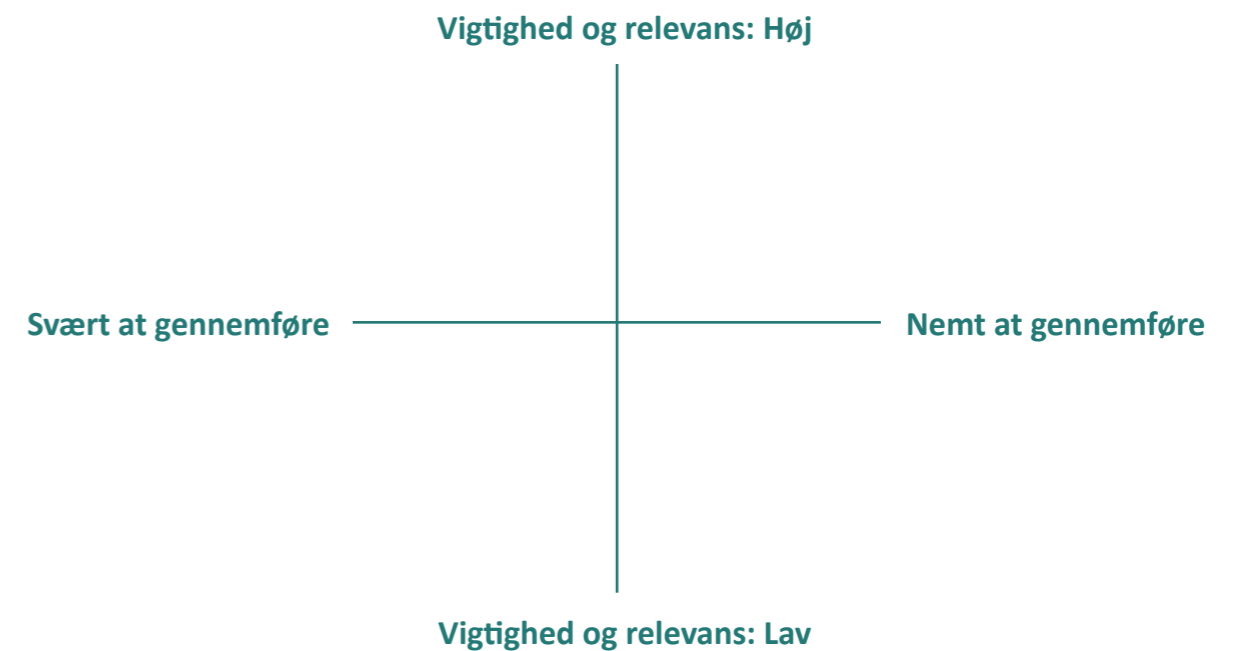 Vigtighed og relevans: Høj
Svært at gennemføre
Nemt at gennemføre
Vigtighed og relevans: Lav